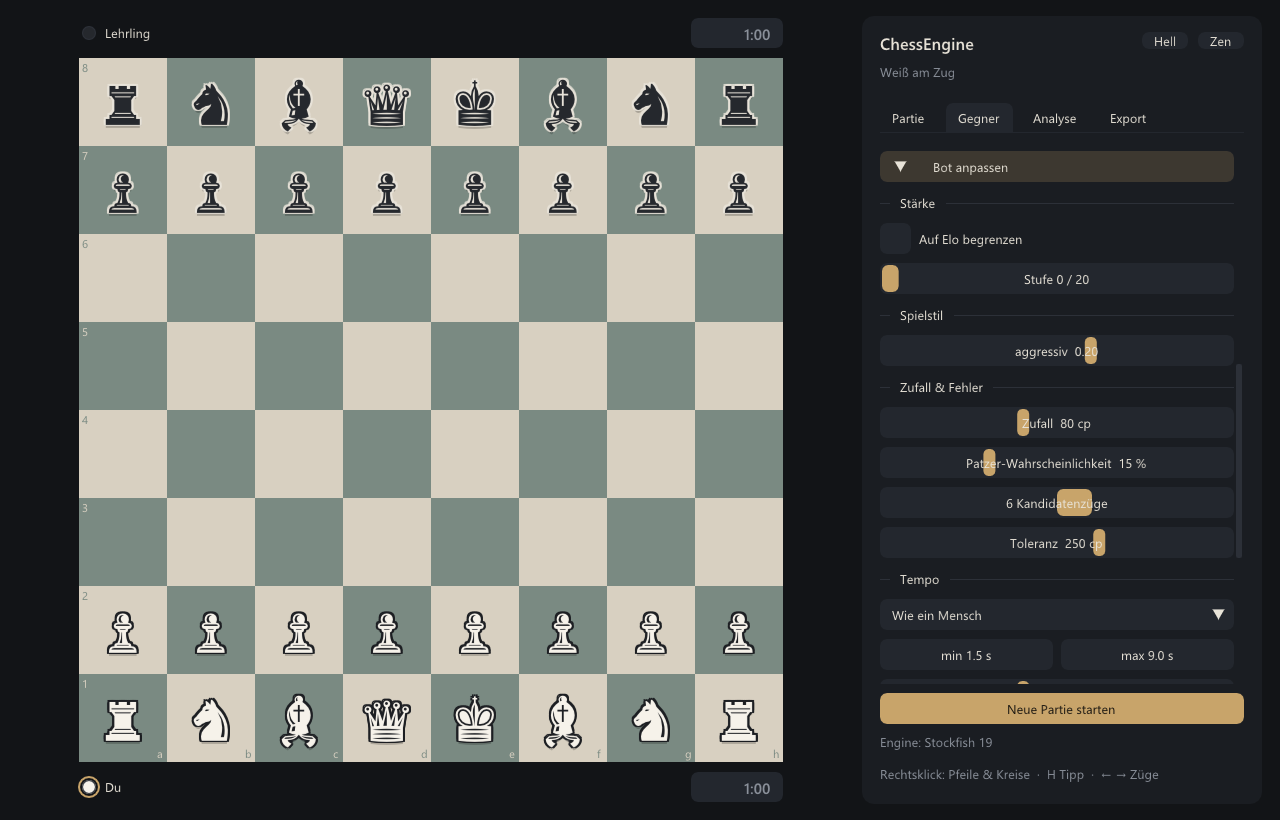 Lehrling
1:00
8
7
6
5
4
3
2
1
a b c d e f g h
Du
1:00
ChessEngine
Hell
Zen
Weiß am Zug
Partie Gegner Analyse Export
▼ Bot anpassen
Stärke
Auf Elo begrenzen
Stufe 0 / 20
Spielstil
aggressiv 0.20
Zufall & Fehler
Zufall 80 cp
Patzer-Wahrscheinlichkeit 15 %
6 Kandidatenzüge
Toleranz 250 cp
Tempo
Wie ein Mensch ▼
min 1.5 s
max 9.0 s
Neue Partie starten
Engine: Stockfish 19
Rechtsklick: Pfeile & Kreise · H Tipp · ← → Züge